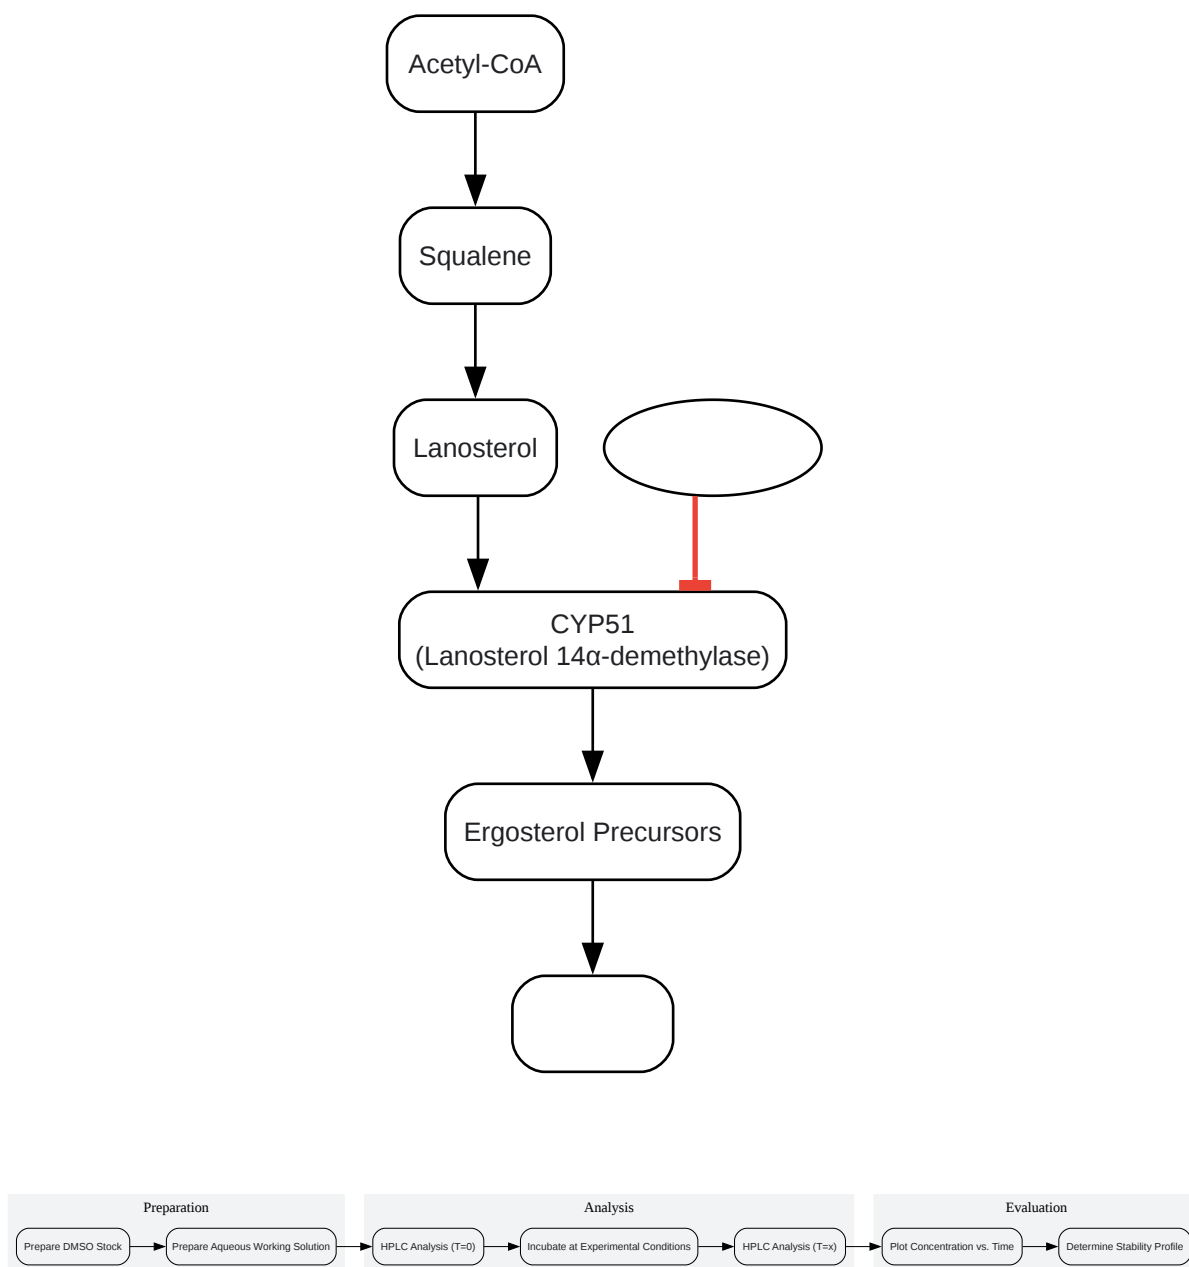 Acetyl-CoA
Squalene
Lanosterol
CYP51
(Lanosterol 14α-demethylase)
Ergosterol Precursors
Preparation
Prepare DMSO Stock
Prepare Aqueous Working Solution
Analysis
HPLC Analysis (T=0)
Incubate at Experimental Conditions
HPLC Analysis (T=x)
Evaluation
Plot Concentration vs. Time
Determine Stability Profile